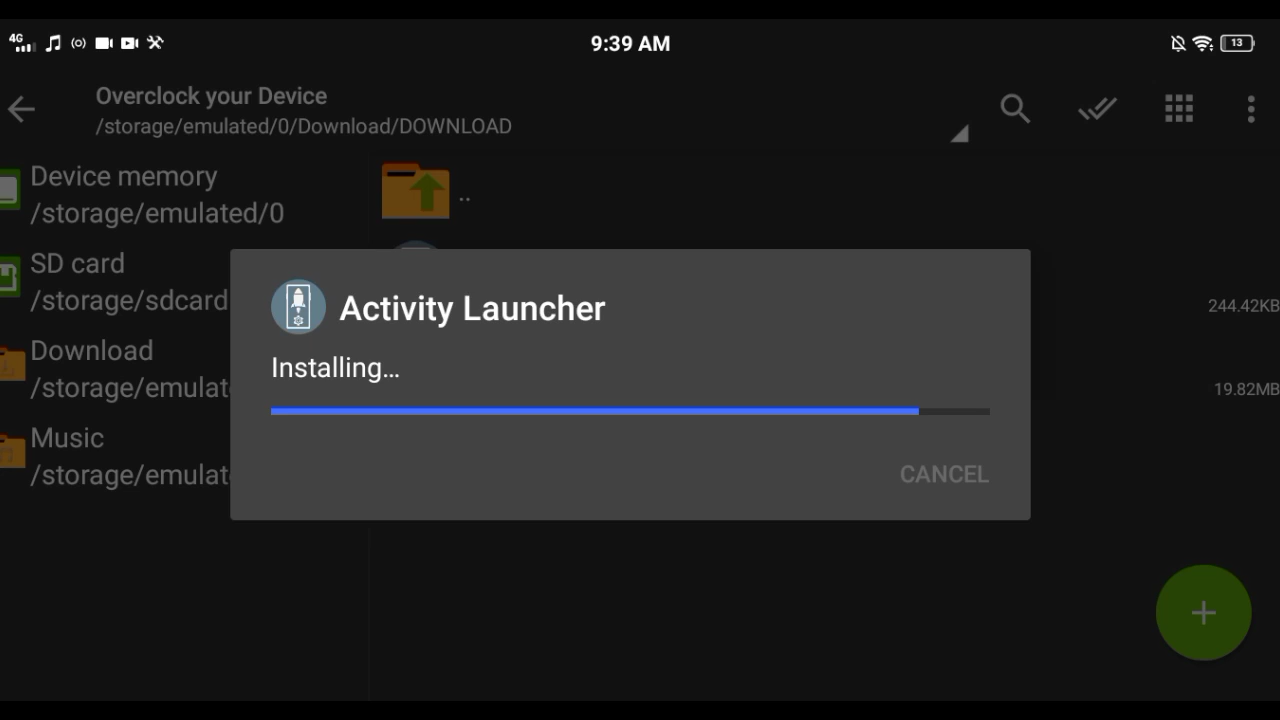 4G
9:39 AM
13
Overclock your Device
/storage/emulated/0/Download/DOWNLOAD
Device memory
/storage/emulated/0
..
SD card
/storage/sdcard
244.42KB
Download
/storage/emulat
19.82MB
Music
/storage/emulat
Activity Launcher
Installing...
CANCEL